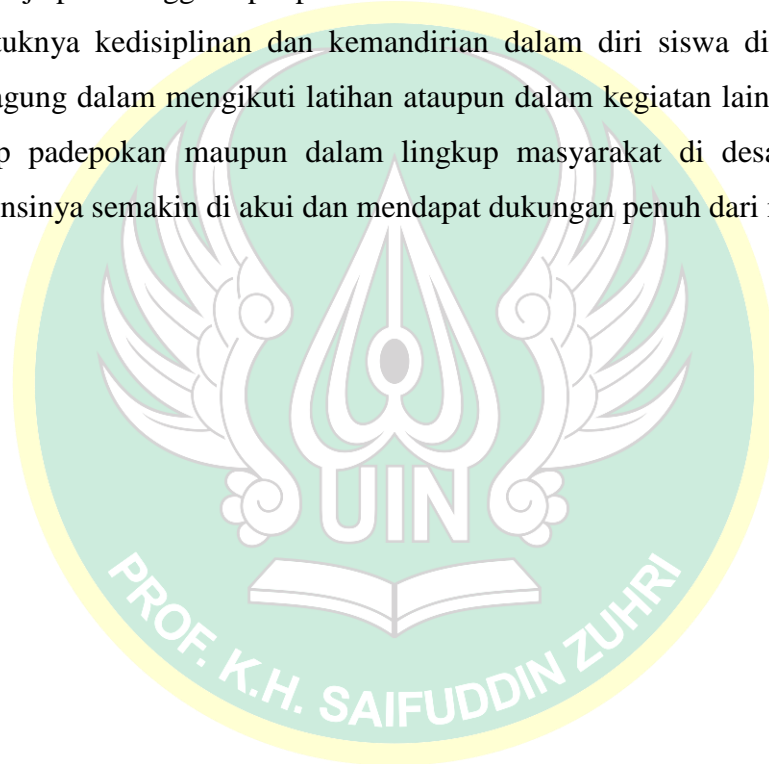 tuknya kedisiplinan dan kemandirian dalam diri siswa di
agung dalam mengikuti latihan ataupun dalam kegiatan lain
p padepokan maupun dalam lingkup masyarakat di desa
nsinya semakin di akui dan mendapat dukungan penuh dari
UIN
PROF. K.H. SAIFUDDIN ZUHRI